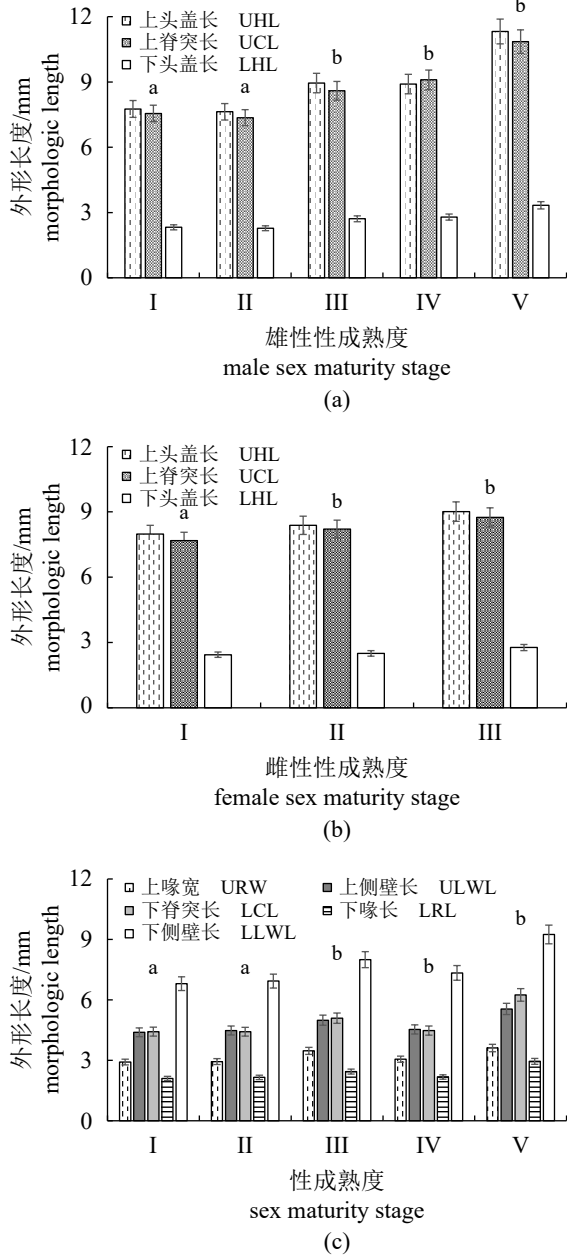 12
9
6
3
0
外形长度/mm
morphologic length
上头盖长 UHL
上脊突长 UCL
下头盖长 LHL
a
a
b
b
b
I
II
III
IV
V
雄性性成熟度
male sex maturity stage
(a)
12
9
6
3
0
外形长度/mm
morphologic length
上头盖长 UHL
上脊突长 UCL
下头盖长 LHL
a
b
b
I
II
III
雌性性成熟度
female sex maturity stage
(b)
12
9
6
3
0
外形长度/mm
morphologic length
上喙宽 URW
上侧壁长 ULWL
下脊突长 LCL
下喙长 LRL
下侧壁长 LLWL
a
a
b
b
b
I
II
III
IV
V
性成熟度
sex maturity stage
(c)